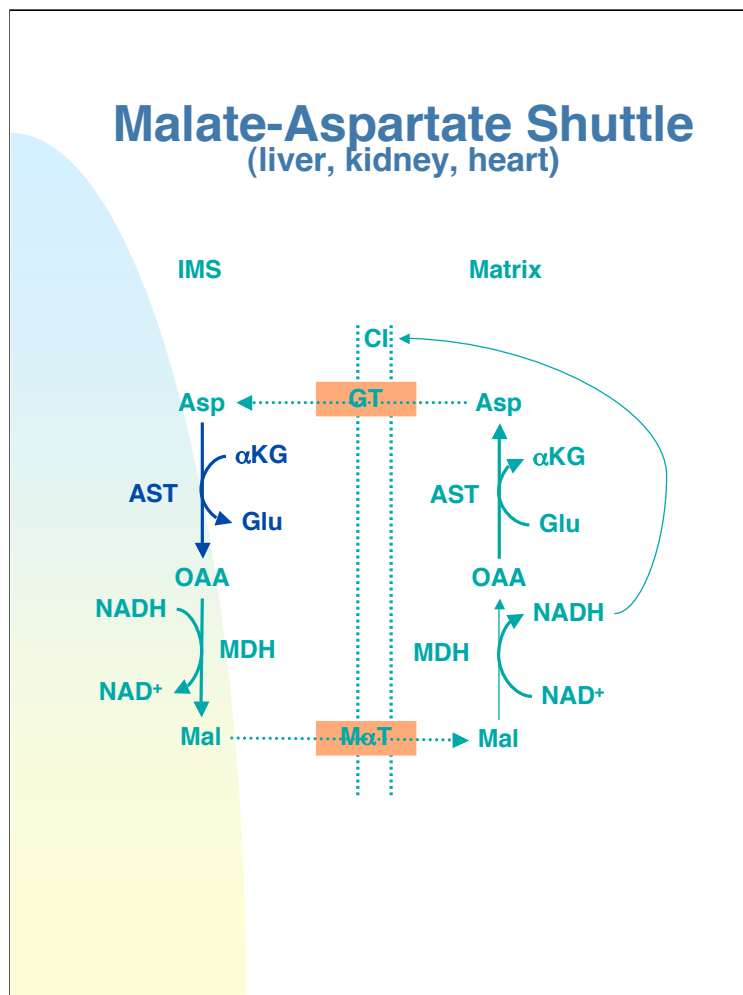 Malate-Aspartate Shuttle
(liver, kidney, heart)
IMS Matrix
CI
Asp GT Asp
αKG αKG
AST AST
Glu Glu
OAA OAA
NADH NADH
MDH MDH
NAD⁺ NAD⁺
Mal MαT Mal